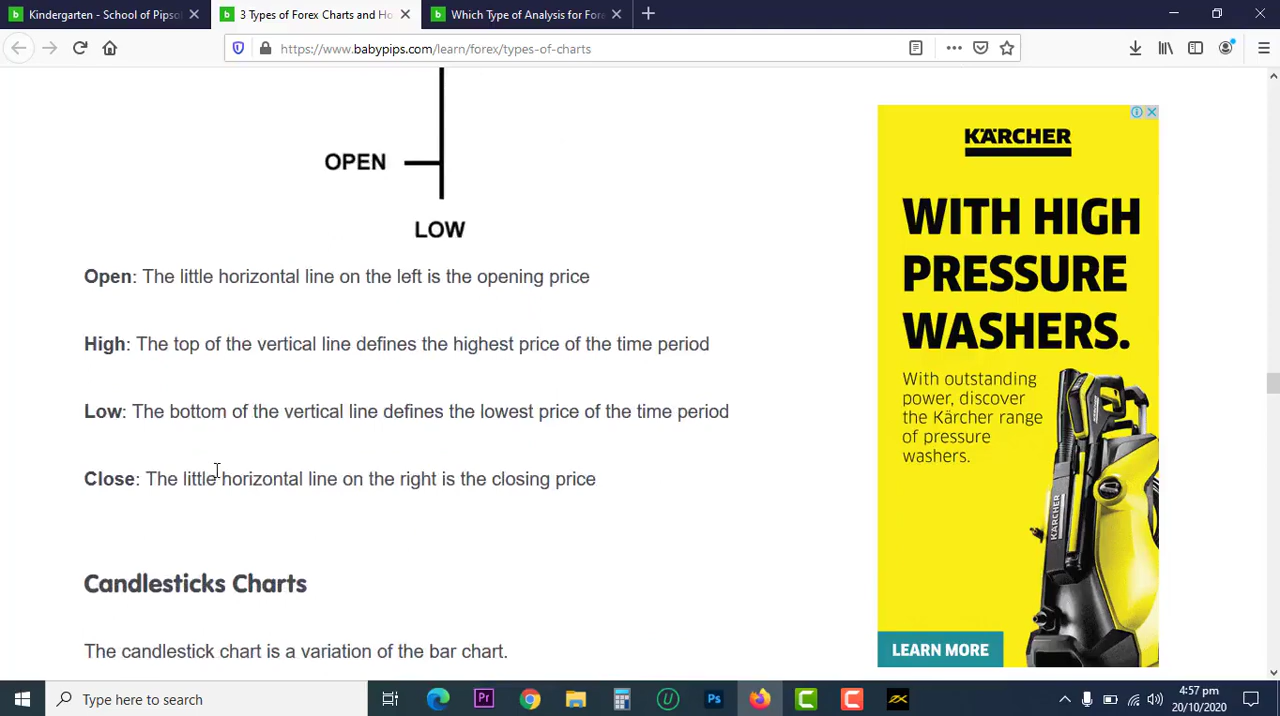 Kindergarten - School of Pipsol
3 Types of Forex Charts and Ho
Which Type of Analysis for Fore
https://www.babypips.com/learn/forex/types-of-charts
OPEN
LOW
Open: The little horizontal line on the left is the opening price
High: The top of the vertical line defines the highest price of the time period
Low: The bottom of the vertical line defines the lowest price of the time period
Close: The little horizontal line on the right is the closing price
Candlesticks Charts
The candlestick chart is a variation of the bar chart.
KÄRCHER
WITH HIGH
PRESSURE
WASHERS.
With outstanding
power, discover
the Kärcher range
of pressure
washers.
KÄRCHER
LEARN MORE
Type here to search
Pr
Ps
4:57 pm
20/10/2020